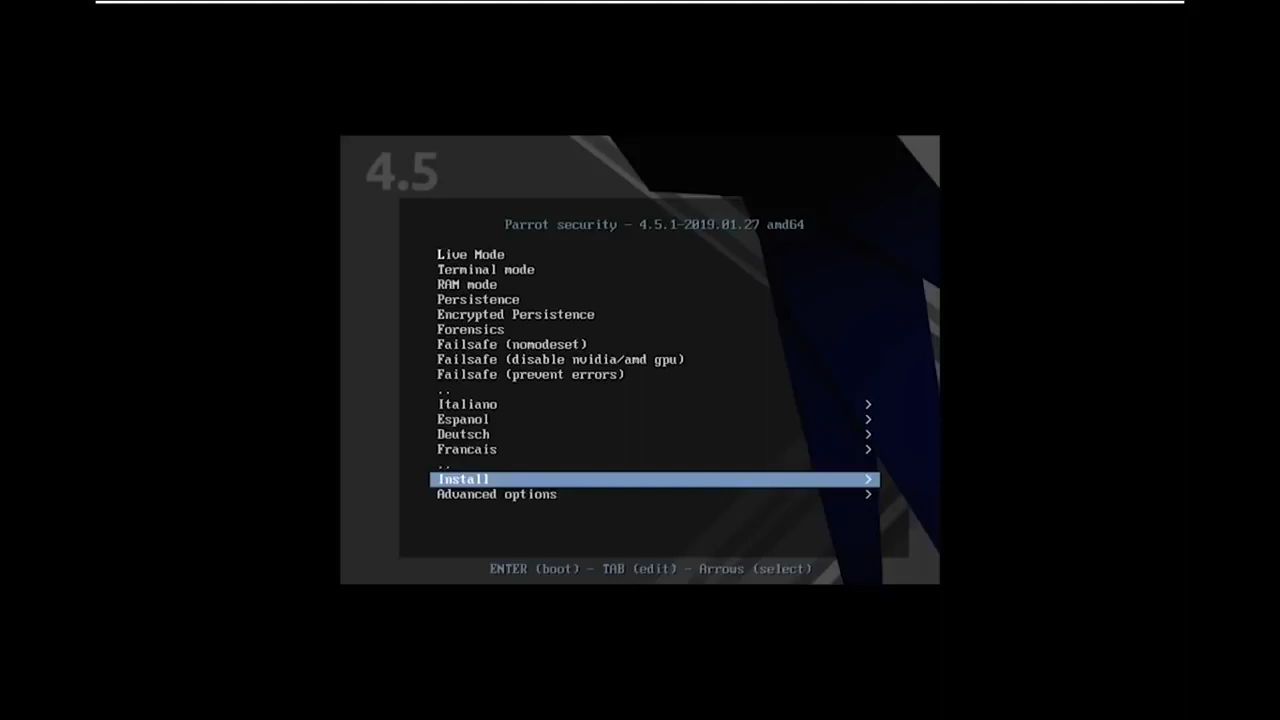 4.5
Parrot security - 4.5.1-2019.01.27 amd64
Live Mode
Terminal mode
RAM mode
Persistence
Encrypted Persistence
Forensics
Failsafe (nomodeset)
Failsafe (disable nvidia/amd gpu)
Failsafe (prevent errors)
..
Italiano >
Espanol >
Deutsch >
Francais >
..
Install >
Advanced options >
ENTER (boot) - TAB (edit) - Arrows (select)